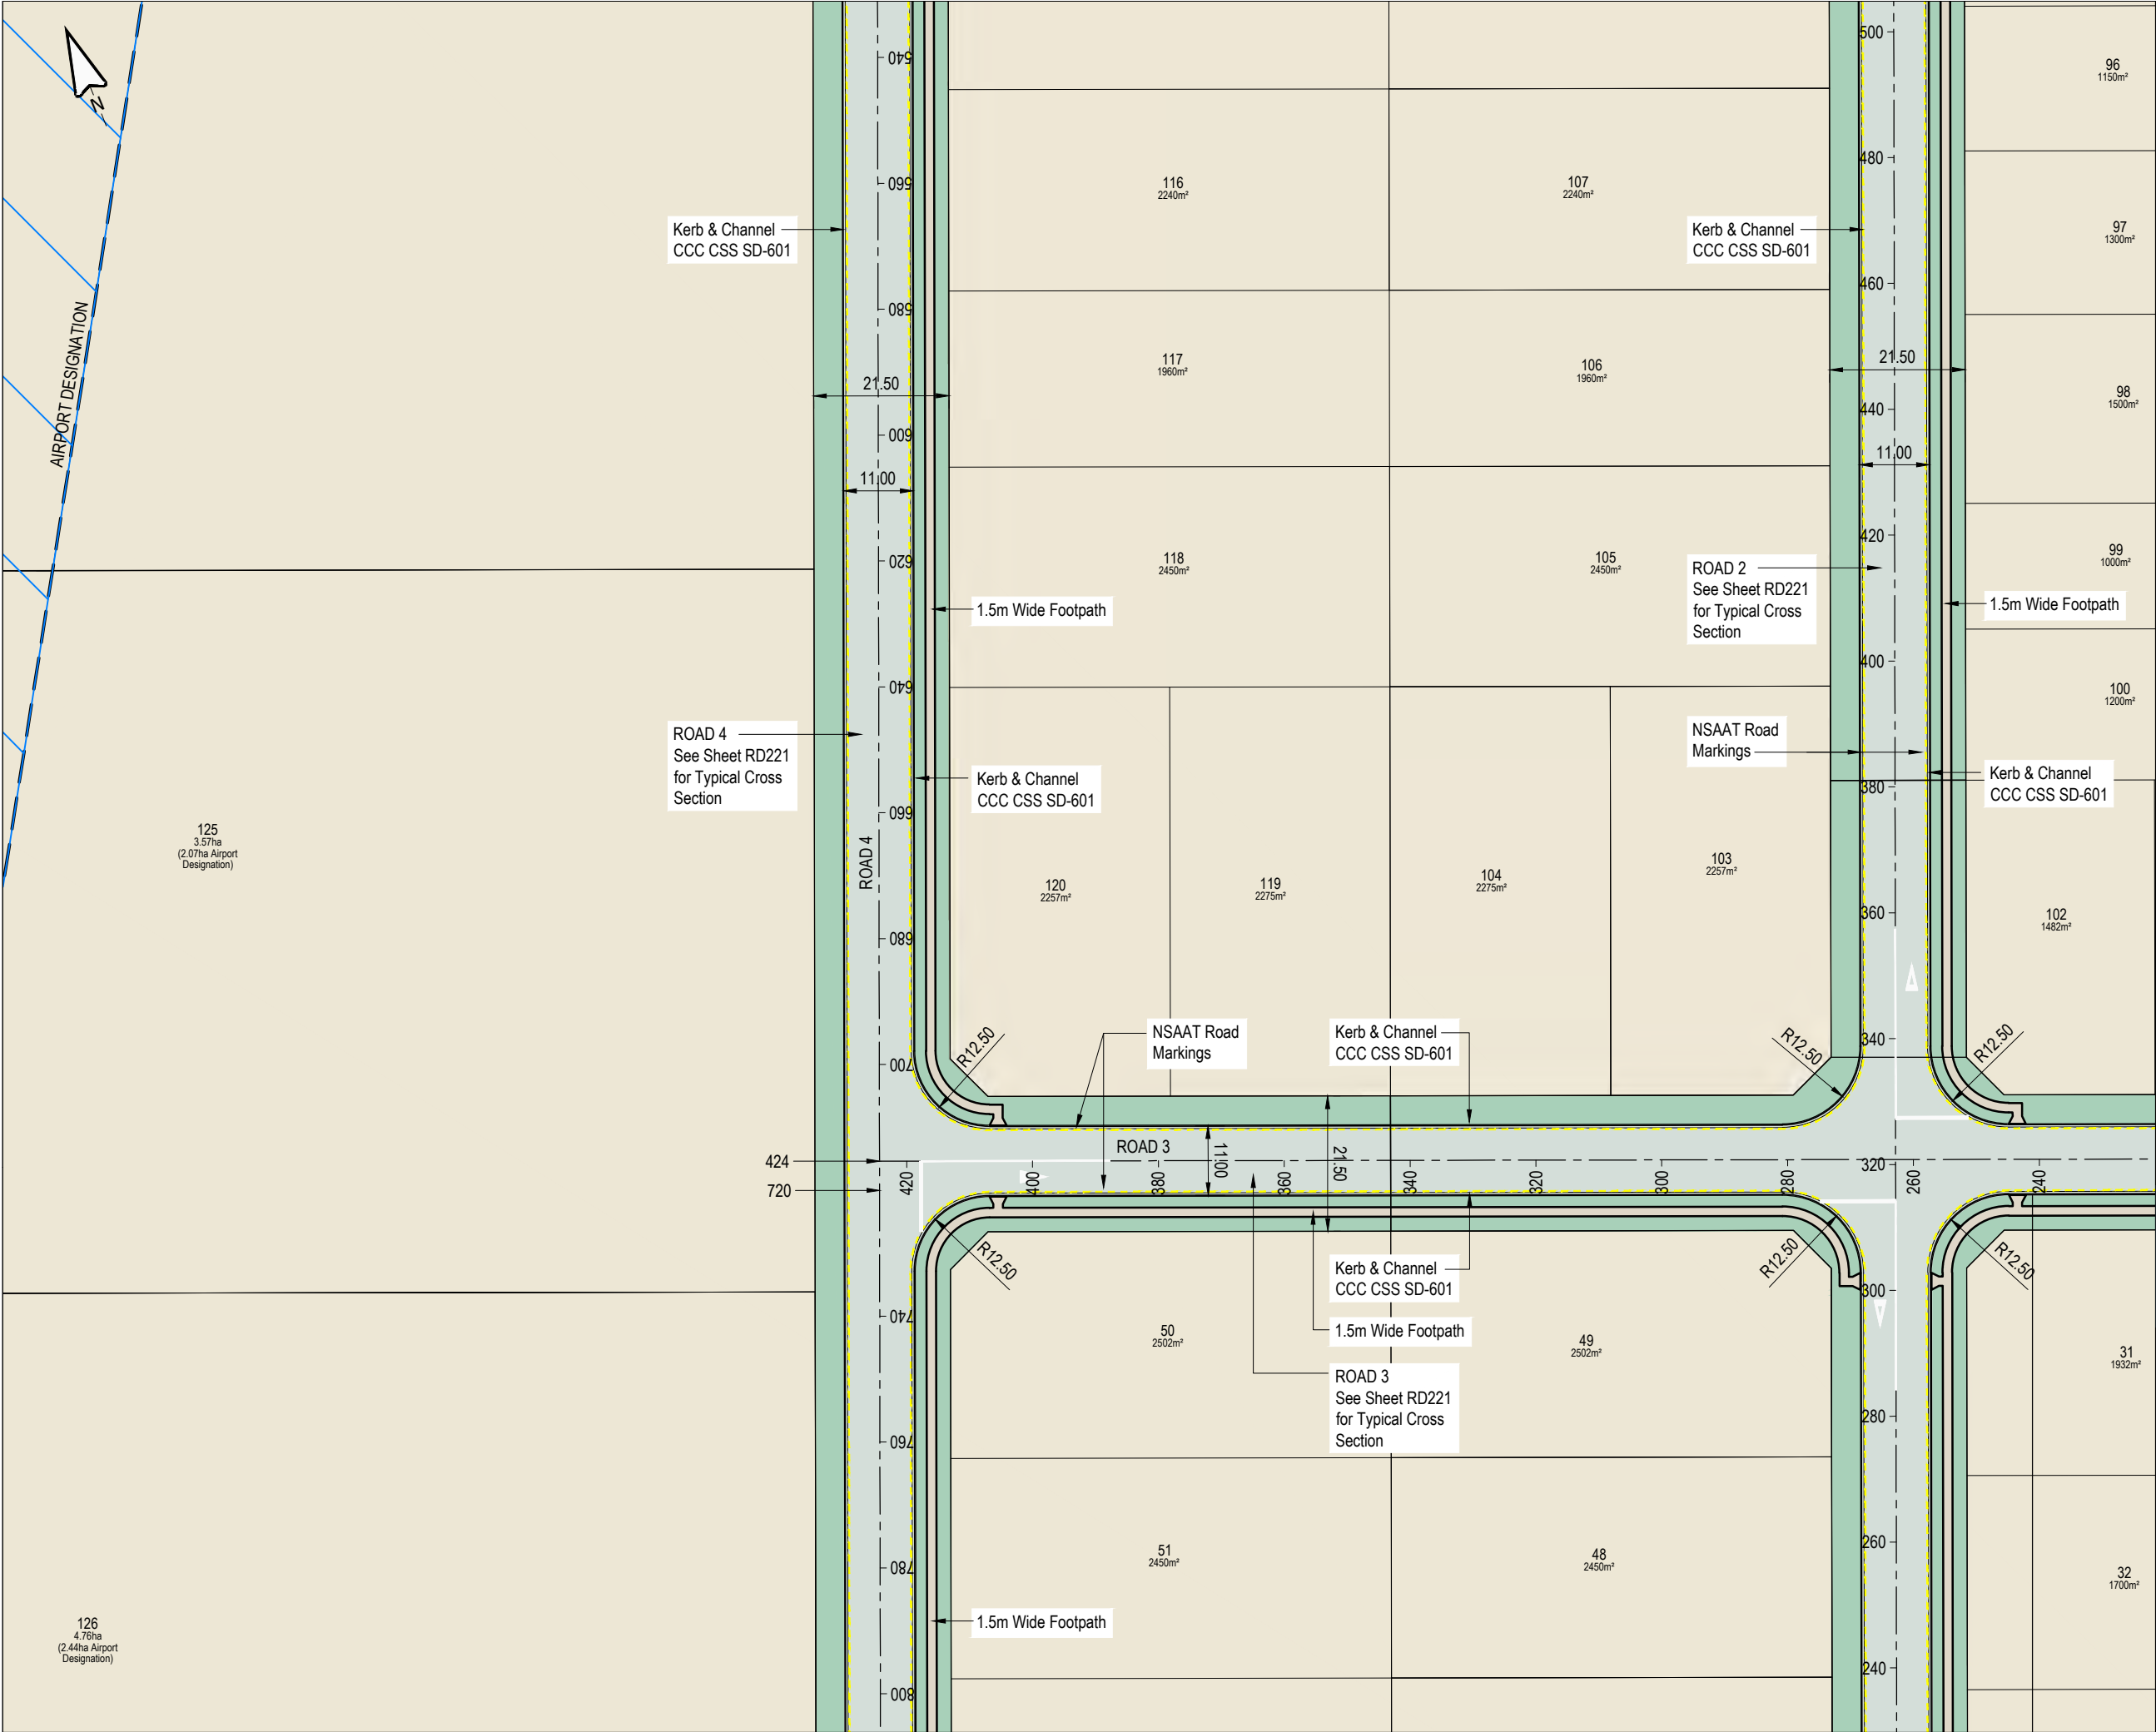 N
AIRPORT DESIGNATION
540
560
580
600
620
640
660
680
700
740
760
780
800
Kerb & Channel
CCC CSS SD-601
21.50
11.00
1.5m Wide Footpath
ROAD 4
See Sheet RD221
for Typical Cross
Section
Kerb & Channel
CCC CSS SD-601
ROAD 4
125
3.57ha
(2.07ha Airport
Designation)
126
4.76ha
(2.44ha Airport
Designation)
116
2240m²
107
2240m²
117
1960m²
106
1960m²
118
2450m²
105
2450m²
120
2257m²
119
2275m²
104
2275m²
103
2257m²
Kerb & Channel
CCC CSS SD-601
ROAD 2
See Sheet RD221
for Typical Cross
Section
NSAAT Road
Markings
500
480
460
21.50
440
11.00
420
400
380
360
340
320
300
280
260
240
96
1150m²
97
1300m²
98
1500m²
99
1000m²
1.5m Wide Footpath
100
1200m²
Kerb & Channel
CCC CSS SD-601
102
1482m²
R12.50
NSAAT Road
Markings
Kerb & Channel
CCC CSS SD-601
R12.50
R12.50
424
720
ROAD 3
11.00
21.50
420
400
380
360
340
320
300
280
260
240
R12.50
R12.50
R12.50
Kerb & Channel
CCC CSS SD-601
1.5m Wide Footpath
ROAD 3
See Sheet RD221
for Typical Cross
Section
50
2502m²
49
2502m²
31
1932m²
51
2450m²
48
2450m²
32
1700m²
1.5m Wide Footpath